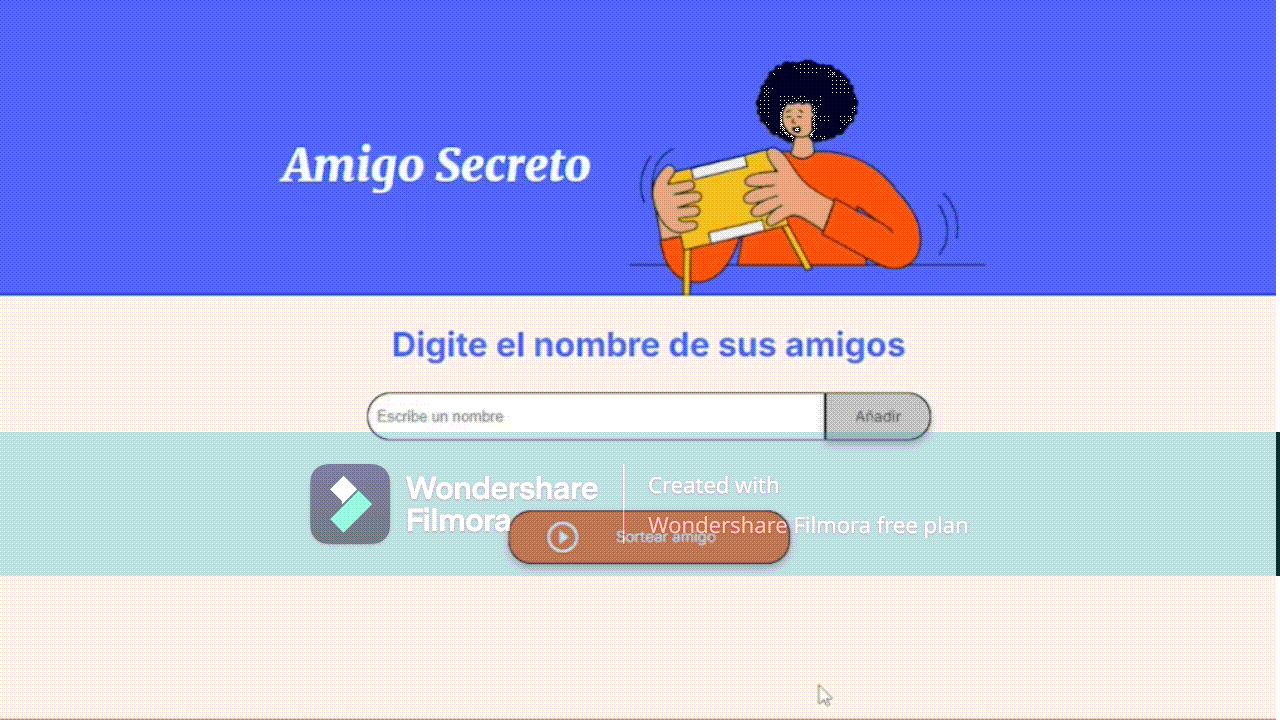 Amigo Secreto
Digite el nombre de sus amigos
Escribe un nombre
Añadir
Wondershare
Filmora
Created with
Wondershare Filmora free plan
Sortear amigo